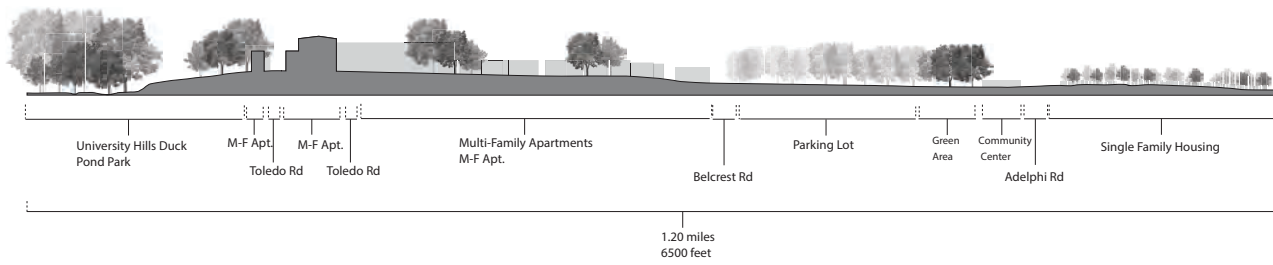 University Hills Duck
Pond Park
M-F Apt.
Toledo Rd
M-F Apt.
Toledo Rd
Multi-Family Apartments
M-F Apt.
Belcrest Rd
Parking Lot
Green
Area
Community
Center
Adelphi Rd
Single Family Housing
1.20 miles
6500 feet